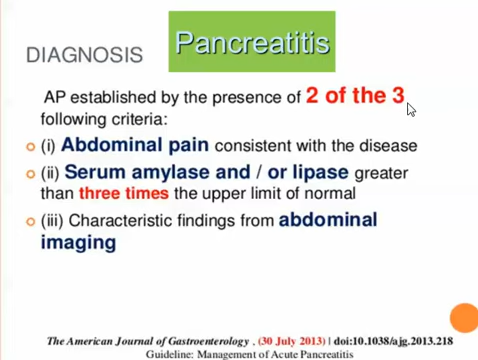 Pancreatitis
DIAGNOSIS
AP established by the presence of 2 of the 3
following criteria:
(i) Abdominal pain consistent with the disease
(ii) Serum amylase and / or lipase greater
than three times the upper limit of normal
(iii) Characteristic findings from abdominal
imaging
The American Journal of Gastroenterology , (30 July 2013) | doi:10.1038/ajg.2013.218
Guideline: Management of Acute Pancreatitis